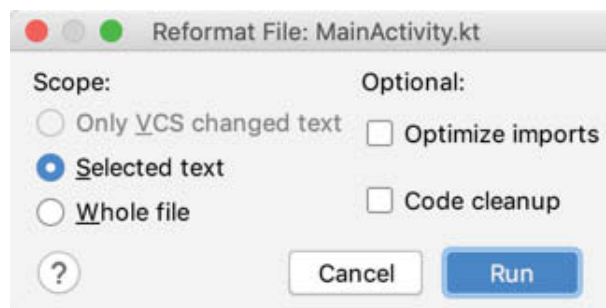 Reformat File: MainActivity.kt
Scope:
Only VCS changed text
Selected text
Whole file
Optional:
Optimize imports
Code cleanup
?
Cancel
Run